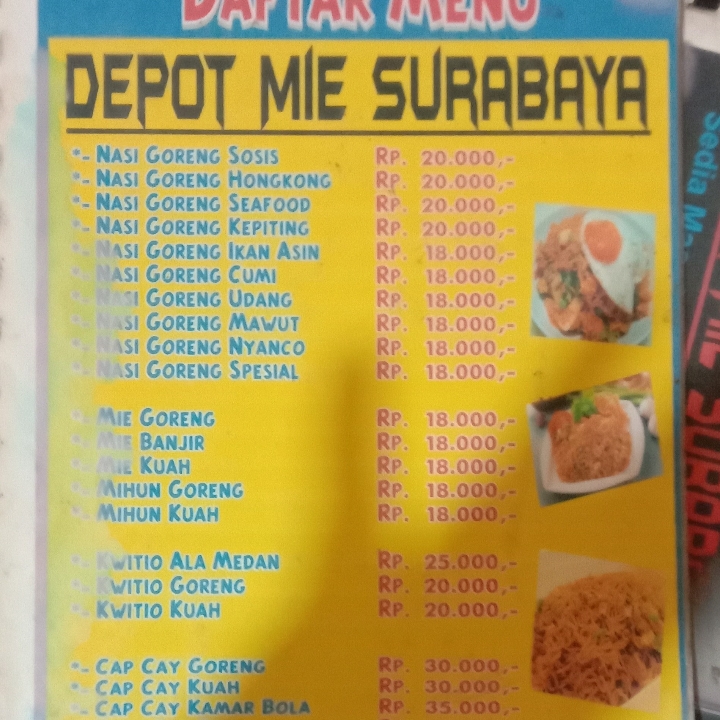 DAFTAR MENU
DEPOT MIE SURABAYA
*- NASI GORENG SOSIS RP. 20.000,-
*- NASI GORENG HONGKONG RP. 20.000,-
*- NASI GORENG SEAFOOD RP. 20.000,-
*- NASI GORENG KEPITING RP. 20.000,-
*- NASI GORENG IKAN ASIN RP. 18.000,-
*- NASI GORENG CUMI RP. 18.000,-
*- NASI GORENG UDANG RP. 18.000,-
*- NASI GORENG MAWUT RP. 18.000,-
*- NASI GORENG NYANCO RP. 18.000,-
*- NASI GORENG SPESIAL RP. 18.000,-
*- MIE GORENG RP. 18.000,-
*- MIE BANJIR RP. 18.000,-
*- MIE KUAH RP. 18.000,-
*- MIHUN GORENG RP. 18.000,-
*- MIHUN KUAH RP. 18.000,-
*- KWITIO ALA MEDAN RP. 25.000,-
*- KWITIO GORENG RP. 20.000,-
*- KWITIO KUAH RP. 20.000,-
*- CAP CAY GORENG RP. 30.000,-
*- CAP CAY KUAH RP. 30.000,-
*- CAP CAY KAMAR BOLA RP. 35.000,-
Sedia